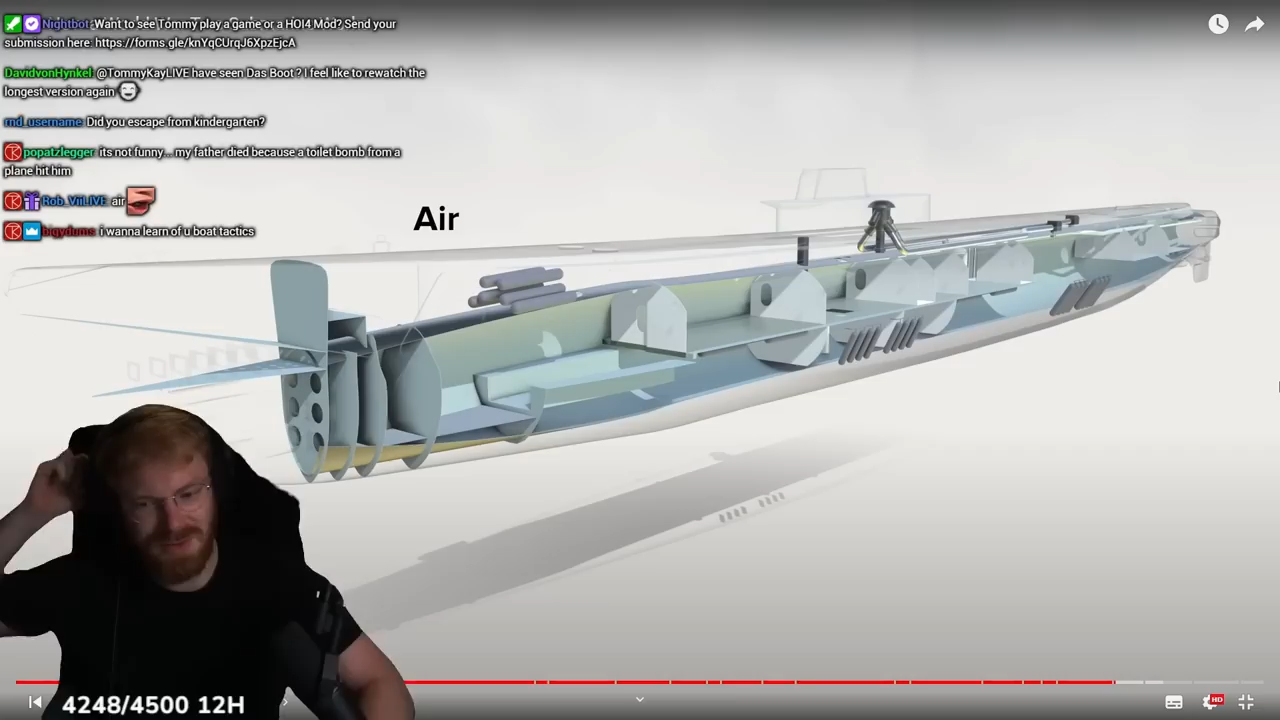 Nightbot: Want to see Tommy play a game or a HOI4 Mod? Send your
submission here: https://forms.gle/knYqCUrqJ6XpzEjcA
DavidvonHynkel: @TommyKayLIVE have seen Das Boot ? I feel like to rewatch the
longest version again
rnd_username: Did you escape from kindergarten?
popatzlegger its not funny... my father died because a toilet bomb from a
plane hit him
Rob_ViiLIVE: air
bigydums: i wanna learn of u boat tactics
Air
4248/4500 12H
HD